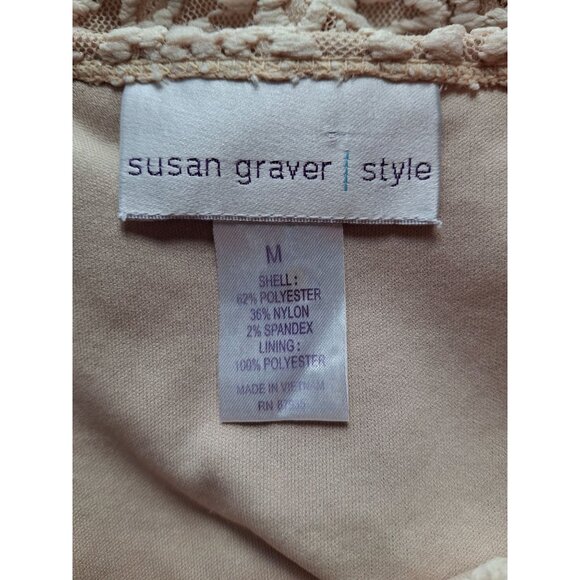 susan graver | style
M
SHELL :
62% POLYESTER
36% NYLON
2% SPANDEX
LINING :
100% POLYESTER
MADE IN VIETNAM
RN